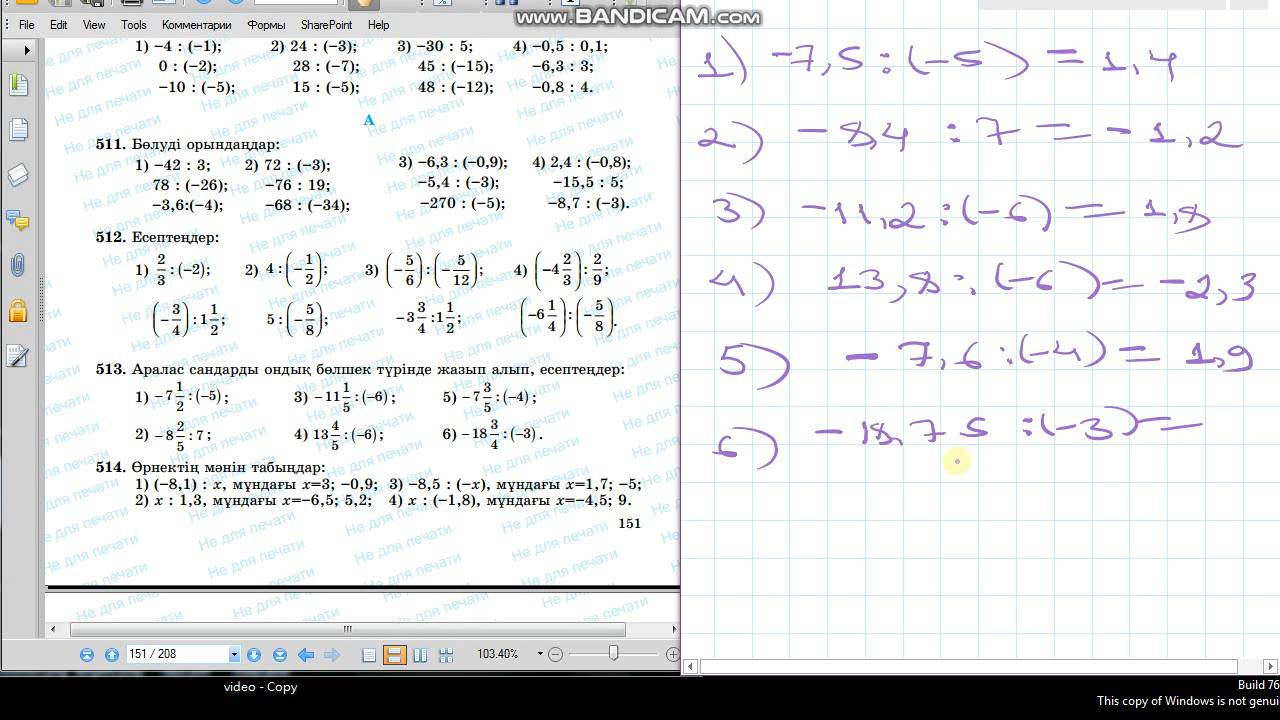 www.BANDICAM.com
File Edit View Tools Комментарии Формы SharePoint Help
1) −4 : (−1); 2) 24 : (−3); 3) −30 : 5; 4) −0,5 : 0,1;
0 : (−2); 28 : (−7); 45 : (−15); −6,3 : 3;
−10 : (−5); 15 : (−5); 48 : (−12); −0,8 : 4.
А
511. Бөлуді орындаңдар:
1) −42 : 3; 2) 72 : (−3); 3) −6,3 : (−0,9); 4) 2,4 : (−0,8);
78 : (−26); −76 : 19; −5,4 : (−3); −15,5 : 5;
−3,6:(−4); −68 : (−34); −270 : (−5); −8,7 : (−3).
512. Есептеңдер:
1) 2/3 : (−2); 2) 4 : (−1/2); 3) (−5/6) : (−5/12); 4) (−4 2/3) : 2/9;
(−3/4) : 1 1/2; 5 : (−5/8); −3 3/4 : 1 1/2; (−6 1/4) : (−5/8).
513. Аралас сандарды ондық бөлшек түрінде жазып алып, есептеңдер:
1) −7 1/2 : (−5); 3) −11 1/5 : (−6); 5) −7 3/5 : (−4);
2) −8 2/5 : 7; 4) 13 4/5 : (−6); 6) −18 3/4 : (−3).
514. Өрнектің мәнін табыңдар:
1) (−8,1) : x, мұндағы x=3; −0,9; 3) −8,5 : (−x), мұндағы x=1,7; −5;
2) x : 1,3, мұндағы x=−6,5; 5,2; 4) x : (−1,8), мұндағы x=−4,5; 9.
151
Не для печати
151 / 208 103.40%
1) −7,5 : (−5) = 1,4
2) −8,4 : 7 = −1,2
3) −11,2 : (−6) = 1,8
4) 13,8 : (−6) = −2,3
5) −7,6 : (−4) = 1,9
6) −18,75 : (−3) =
video - Copy
Build 76
This copy of Windows is not genui